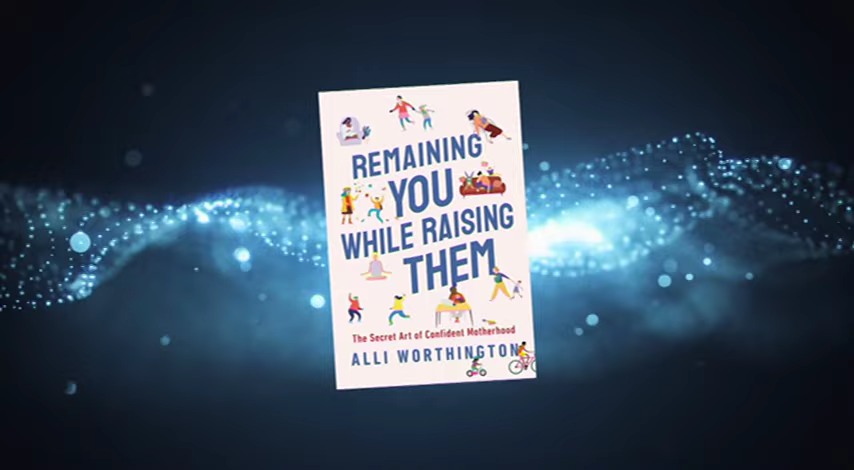 REMAINING
YOU
WHILE RAISING
THEM
The Secret Art of Confident Motherhood
ALLI WORTHINGTON